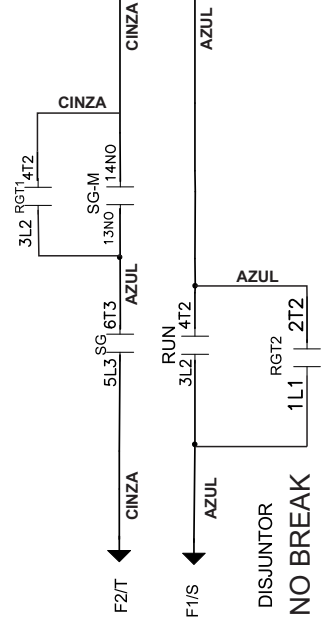 CINZA
AZUL
CINZA
RGT1
4T2
3L2
SG-M
14NO
13NO
AZUL
SG
6T3
5L3
CINZA
F2/T
AZUL
RUN
4T2
3L2
RGT2
2T2
1L1
AZUL
F1/S
DISJUNTOR
NO BREAK